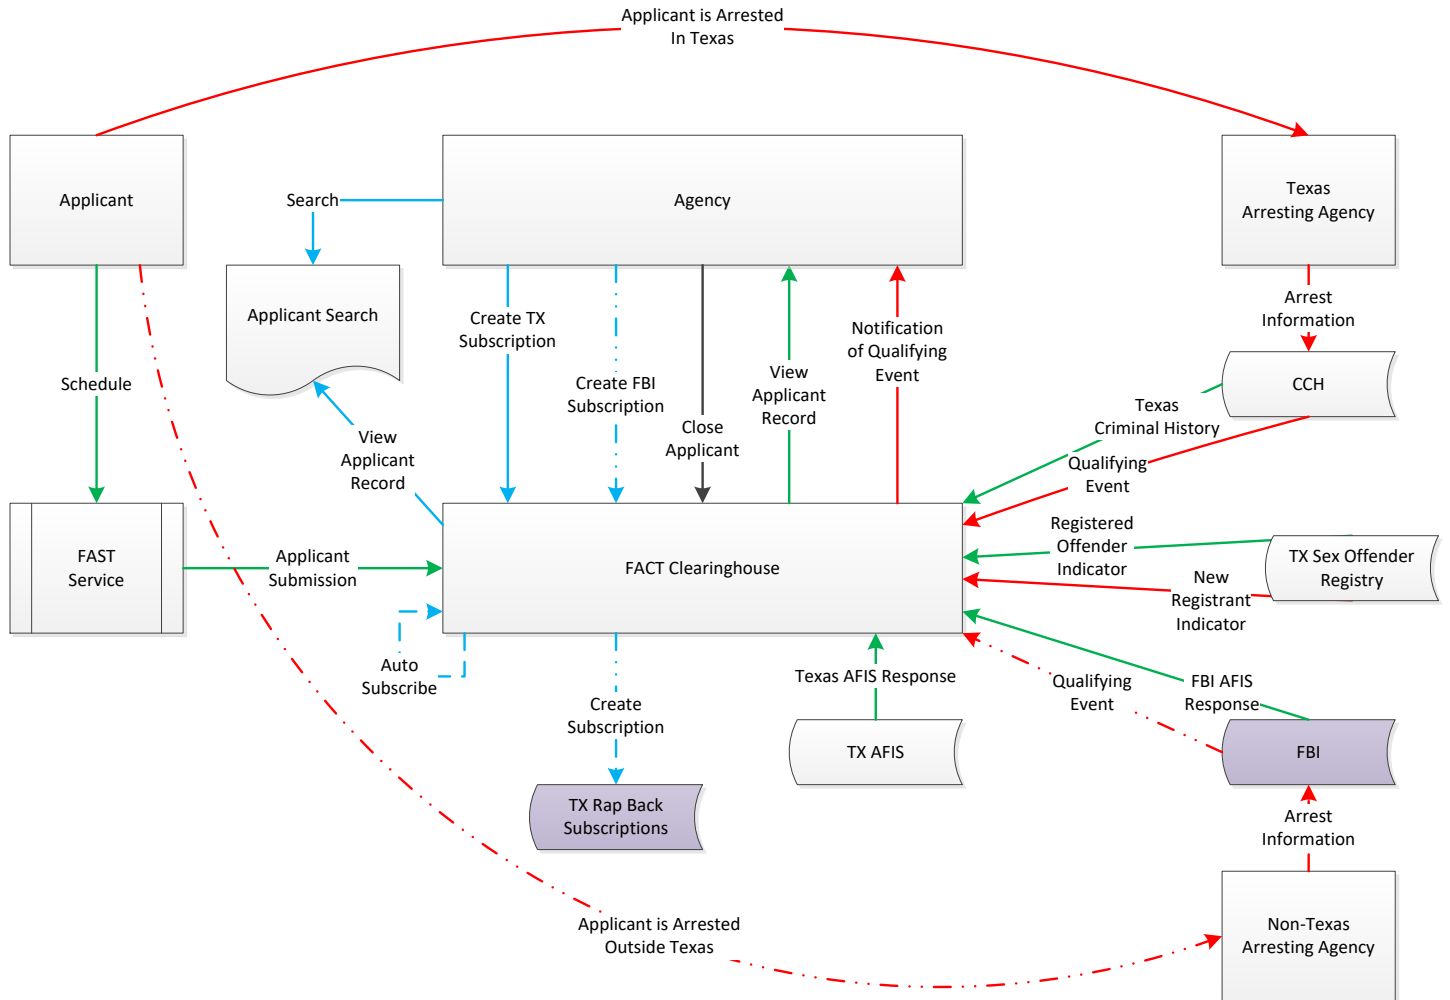 Applicant is Arrested
In Texas
Applicant
Agency
Texas
Arresting Agency
Search
Applicant Search
Create TX
Subscription
Create FBI
Subscription
Close
Applicant
View
Applicant
Record
Notification
of Qualifying
Event
Arrest
Information
CCH
Schedule
View
Applicant
Record
Texas
Criminal History
Qualifying
Event
FAST
Service
Applicant
Submission
FACT Clearinghouse
Registered
Offender
Indicator
TX Sex Offender
Registry
New
Registrant
Indicator
Auto
Subscribe
Create
Subscription
Texas AFIS Response
Qualifying
Event
FBI AFIS
Response
TX AFIS
FBI
TX Rap Back
Subscriptions
Arrest
Information
Applicant is Arrested
Outside Texas
Non-Texas
Arresting Agency